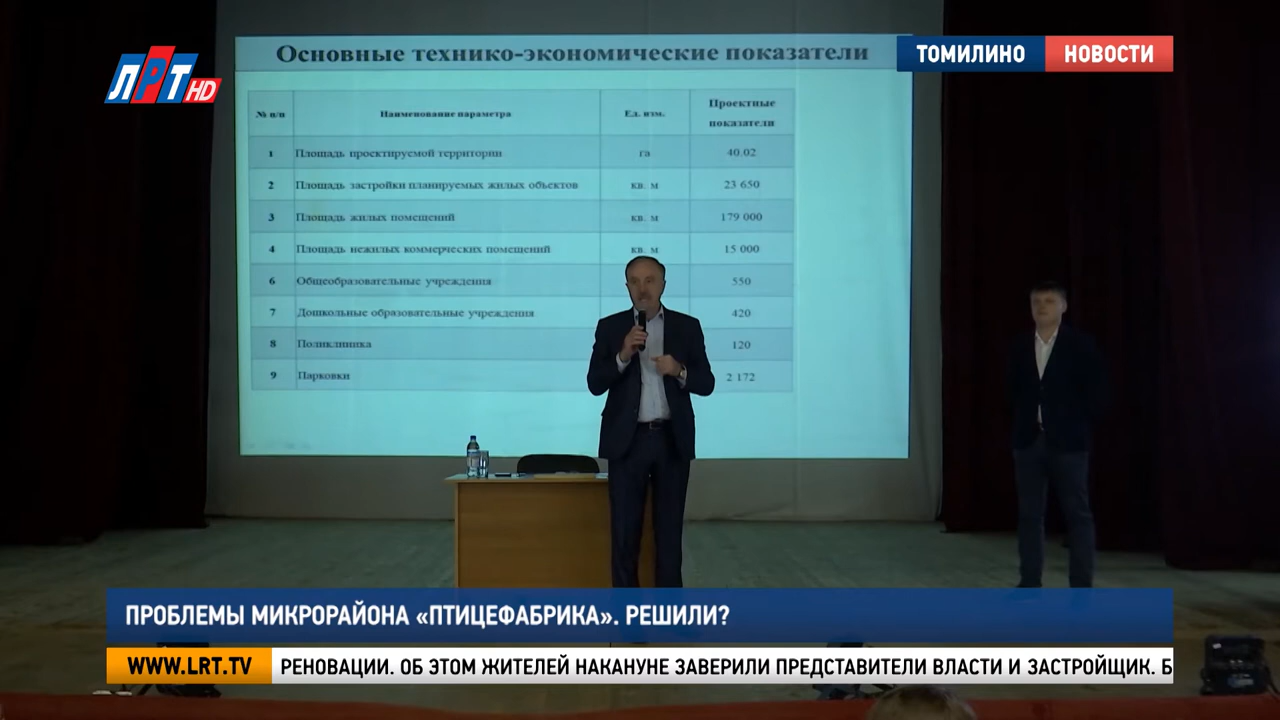 Основные технико-экономические показатели
ТОМИЛИНО НОВОСТИ
ЛРТ HD
№ п/п Наименование параметра Ед. изм. Проектные показатели
1 Площадь проектируемой территории га 40,02
2 Площадь застройки планируемых жилых объектов кв. м 23 650
3 Площадь жилых помещений кв. м 179 000
4 Площадь нежилых коммерческих помещений кв. м 15 000
6 Общеобразовательные учреждения 550
7 Дошкольные образовательные учреждения 420
8 Поликлиника 120
9 Парковки 2 172
ПРОБЛЕМЫ МИКРОРАЙОНА «ПТИЦЕФАБРИКА». РЕШИЛИ?
WWW.LRT.TV РЕНОВАЦИИ. ОБ ЭТОМ ЖИТЕЛЕЙ НАКАНУНЕ ЗАВЕРИЛИ ПРЕДСТАВИТЕЛИ ВЛАСТИ И ЗАСТРОЙЩИК. Б